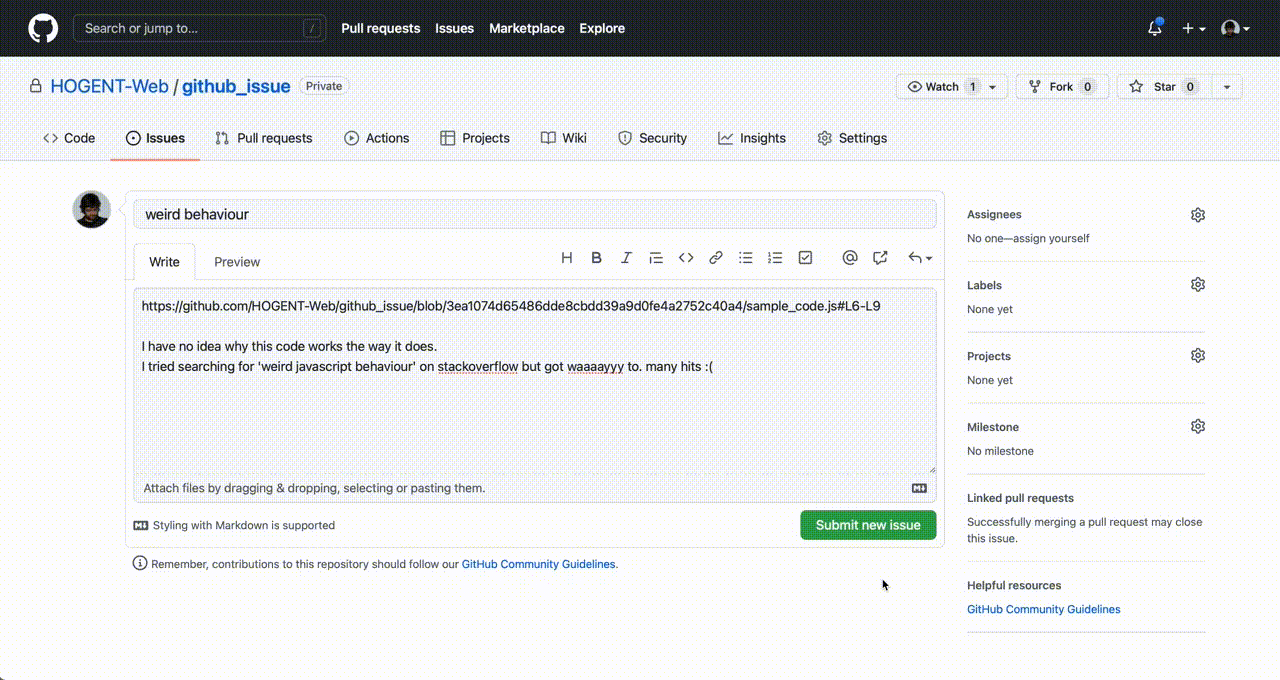 Search or jump to... /
Pull requests Issues Marketplace Explore
HOGENT-Web / github_issue Private
Watch 1 Fork 0 Star 0
Code Issues Pull requests Actions Projects Wiki Security Insights Settings
weird behaviour
Write Preview
https://github.com/HOGENT-Web/github_issue/blob/3ea1074d65486dde8cbdd39a9d0fe4a2752c40a4/sample_code.js#L6-L9
I have no idea why this code works the way it does.
I tried searching for 'weird javascript behaviour' on stackoverflow but got waaaayyy to. many hits :(
Attach files by dragging & dropping, selecting or pasting them.
Styling with Markdown is supported
Submit new issue
Remember, contributions to this repository should follow our GitHub Community Guidelines.
Assignees
No one—assign yourself
Labels
None yet
Projects
None yet
Milestone
No milestone
Linked pull requests
Successfully merging a pull request may close
this issue.
Helpful resources
GitHub Community Guidelines